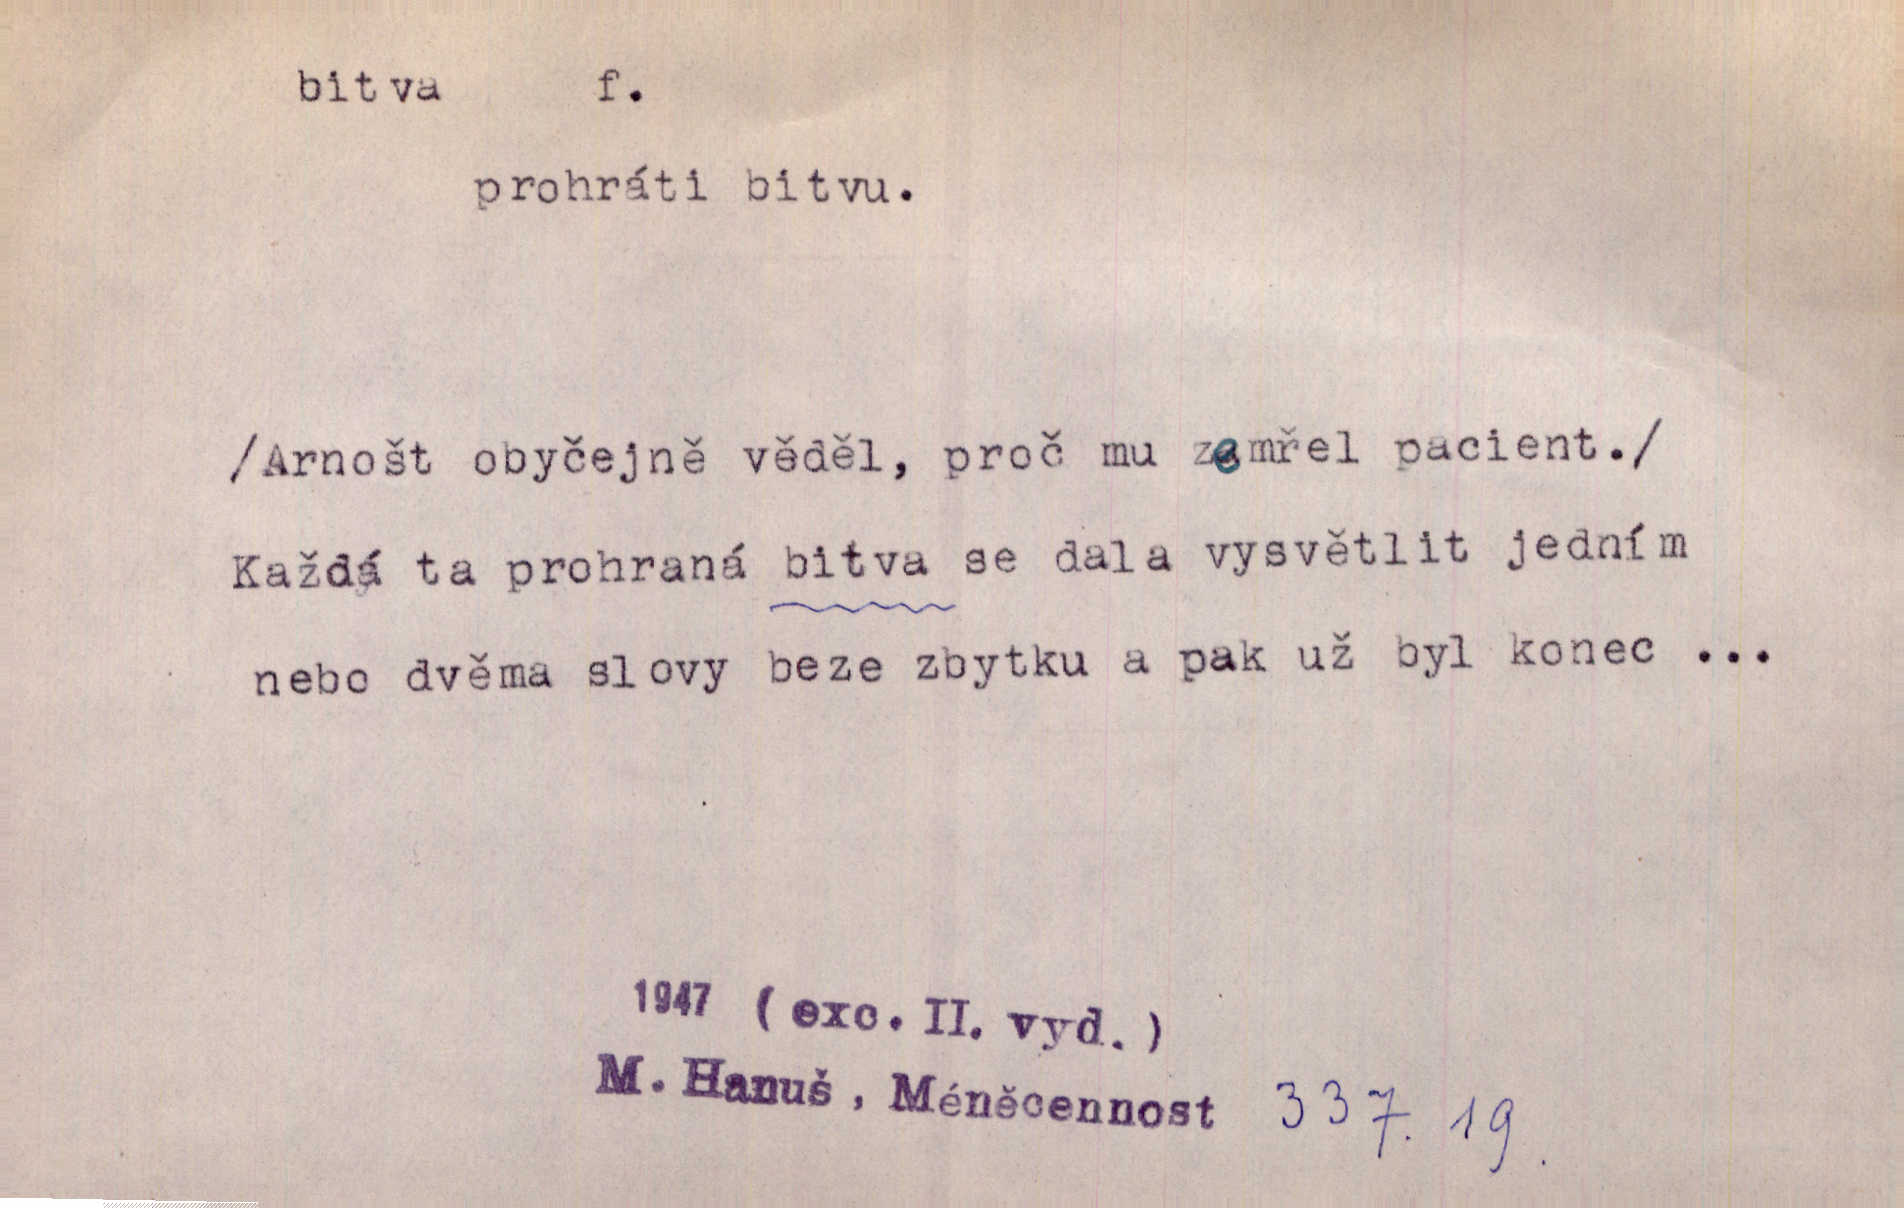 bitva f.
prohráti bitvu.
/Arnošt obyčejně věděl, proč mu zemřel pacient./
Každá ta prohraná bitva se dala vysvětlit jedním
nebo dvěma slovy beze zbytku a pak už byl konec ...
1947 (exc. II. vyd.)
M. Hanuš, Méněcennost 337. 19.